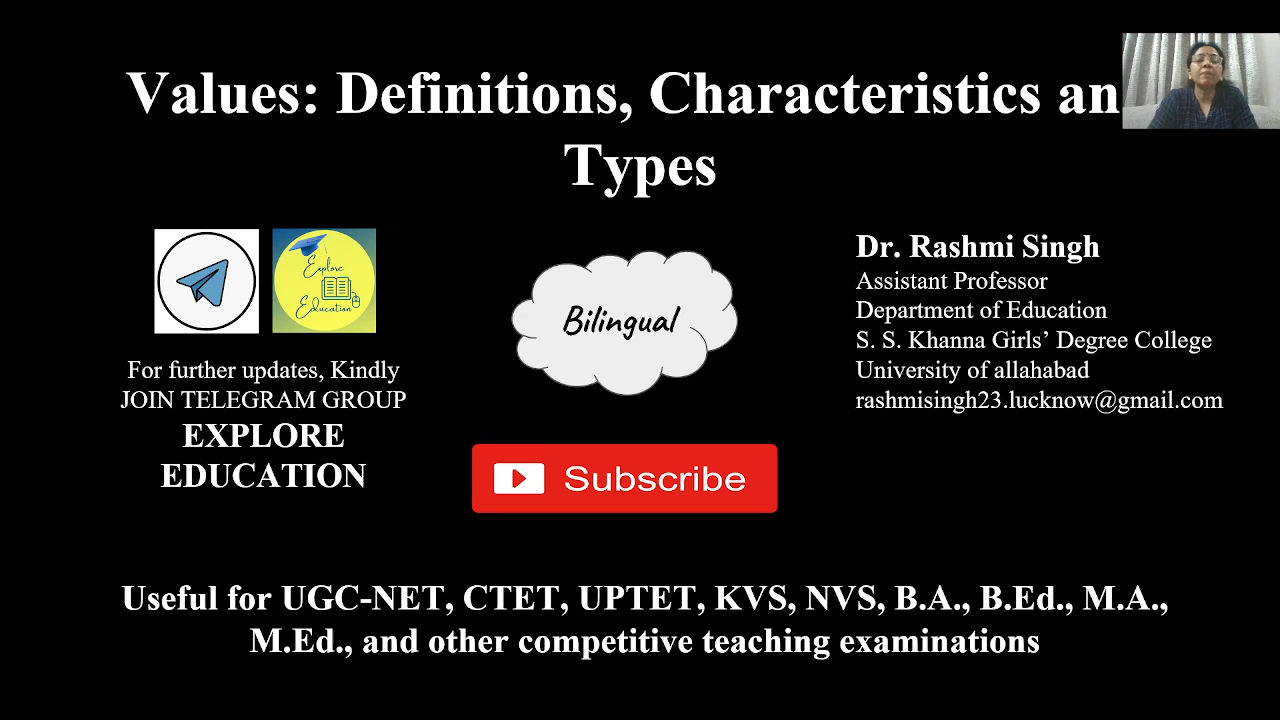 Values: Definitions, Characteristics an
Types
Explore
Education
For further updates, Kindly
JOIN TELEGRAM GROUP
EXPLORE
EDUCATION
Bilingual
Subscribe
Dr. Rashmi Singh
Assistant Professor
Department of Education
S. S. Khanna Girls’ Degree College
University of allahabad
rashmisingh23.lucknow@gmail.com
Useful for UGC-NET, CTET, UPTET, KVS, NVS, B.A., B.Ed., M.A.,
M.Ed., and other competitive teaching examinations